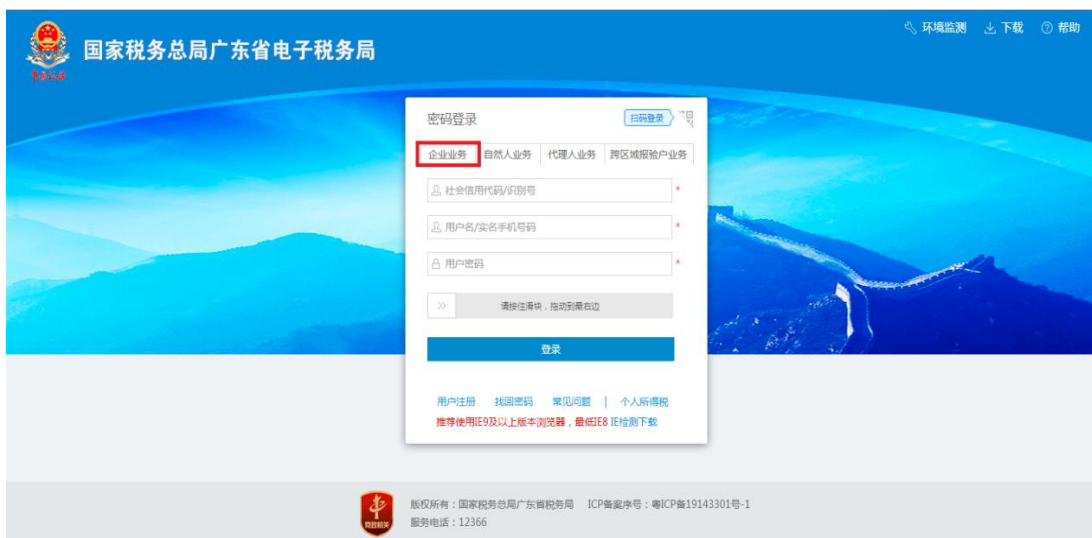 环境监测 下载 帮助
国家税务总局广东省电子税务局
中国税务
密码登录 扫码登录
企业业务 自然人业务 代理人业务 跨区域报验户业务
社会信用代码/识别号 *
用户名/实名手机号码 *
用户密码 *
>> 请按住滑块，拖动到最右边
登录
用户注册 找回密码 常见问题 | 个人所得税
推荐使用IE9及以上版本浏览器，最低IE8 IE检测下载
版权所有：国家税务总局广东省税务局 ICP备案序号：粤ICP备19143301号-1
党政机关
服务电话：12366